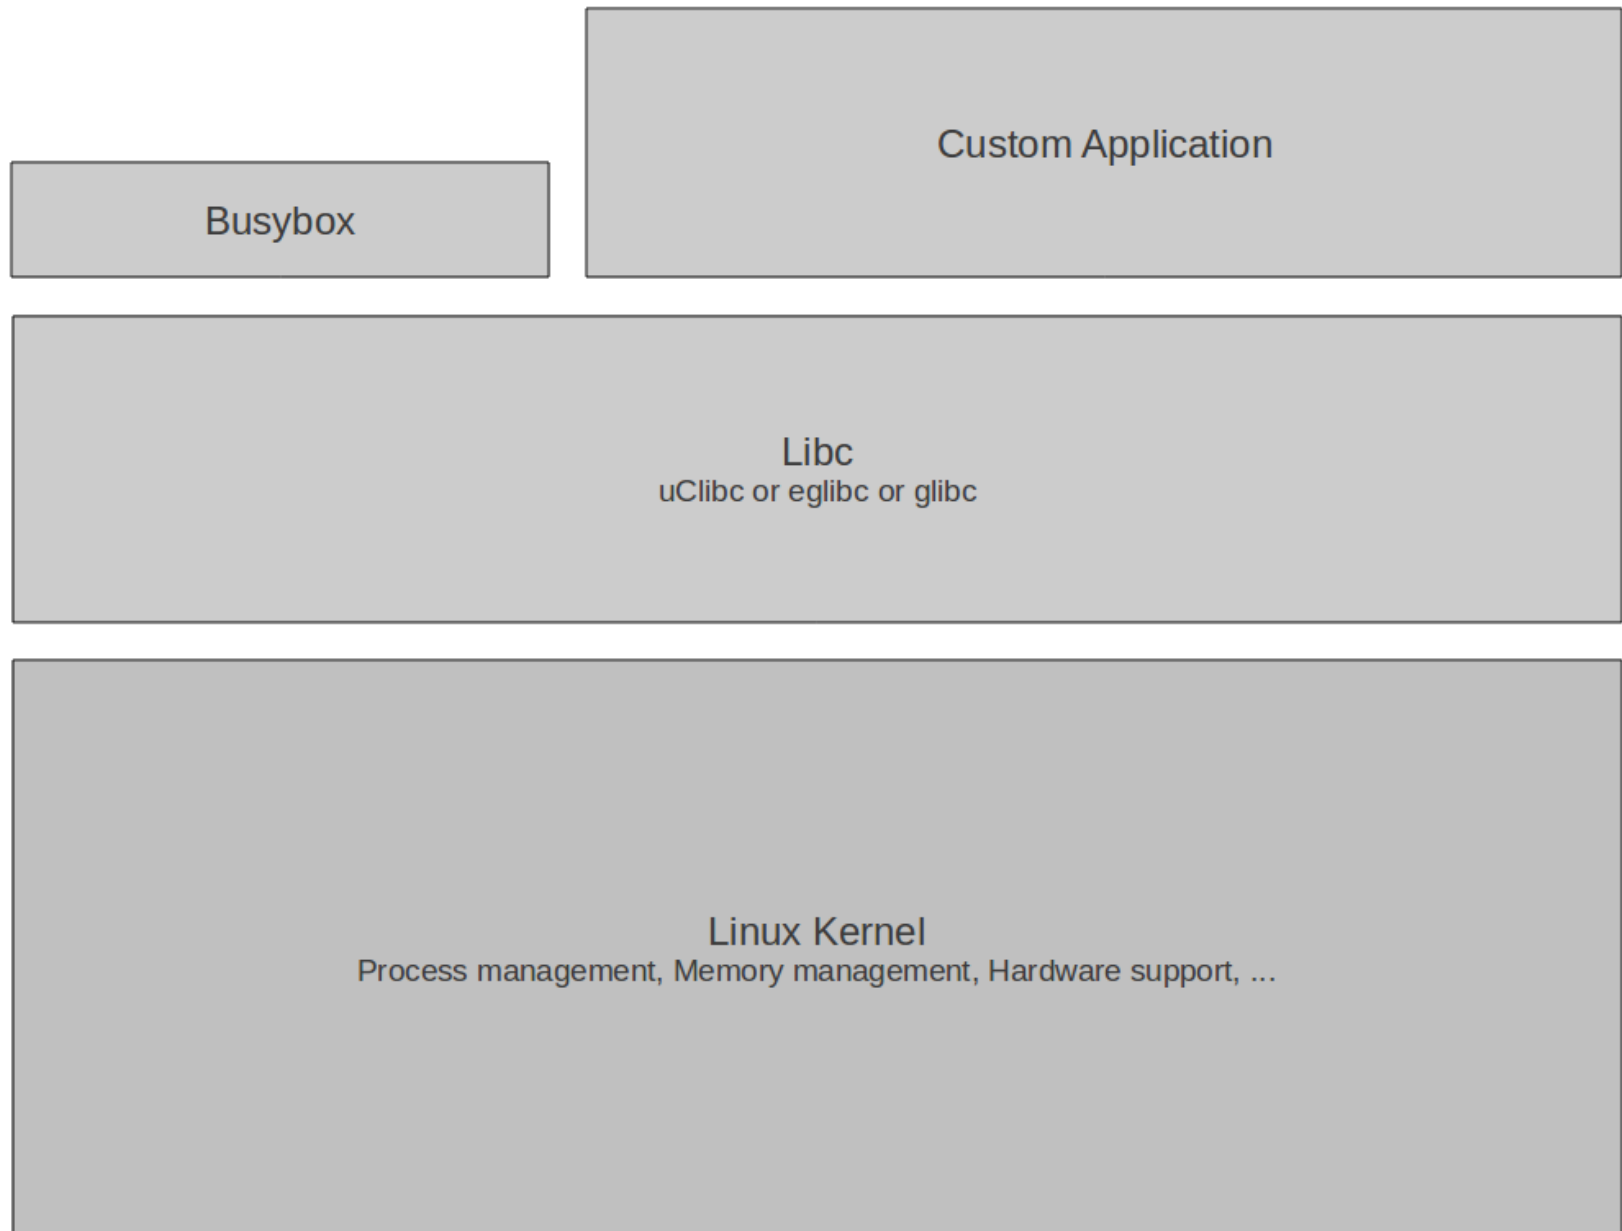 Custom Application
Busybox
Libc
uClibc or eglibc or glibc
Linux Kernel
Process management, Memory management, Hardware support, ...